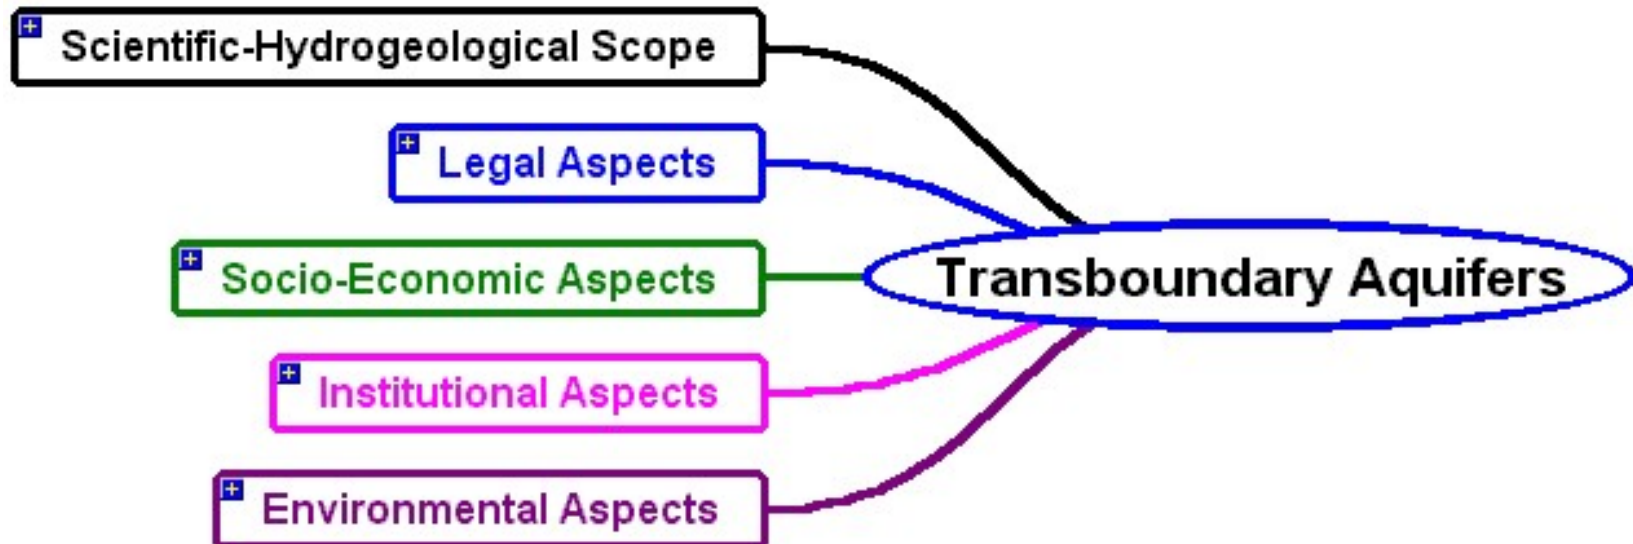 Scientific-Hydrogeological Scope
Legal Aspects
Socio-Economic Aspects
Transboundary Aquifers
Institutional Aspects
Environmental Aspects